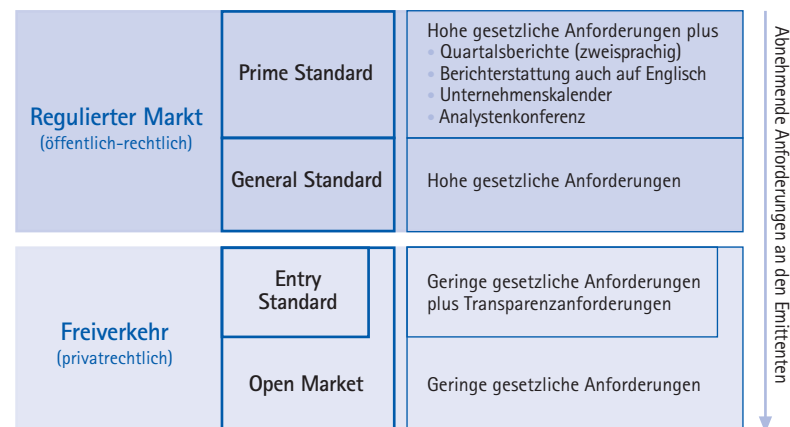 Regulierter Markt
(öffentlich-rechtlich)
Prime Standard
Hohe gesetzliche Anforderungen plus
• Quartalsberichte (zweisprachig)
• Berichterstattung auch auf Englisch
• Unternehmenskalender
• Analystenkonferenz
General Standard
Hohe gesetzliche Anforderungen
Freiverkehr
(privatrechtlich)
Entry
Standard
Geringe gesetzliche Anforderungen
plus Transparenzanforderungen
Open Market
Geringe gesetzliche Anforderungen
Abnehmende Anforderungen an den Emittenten